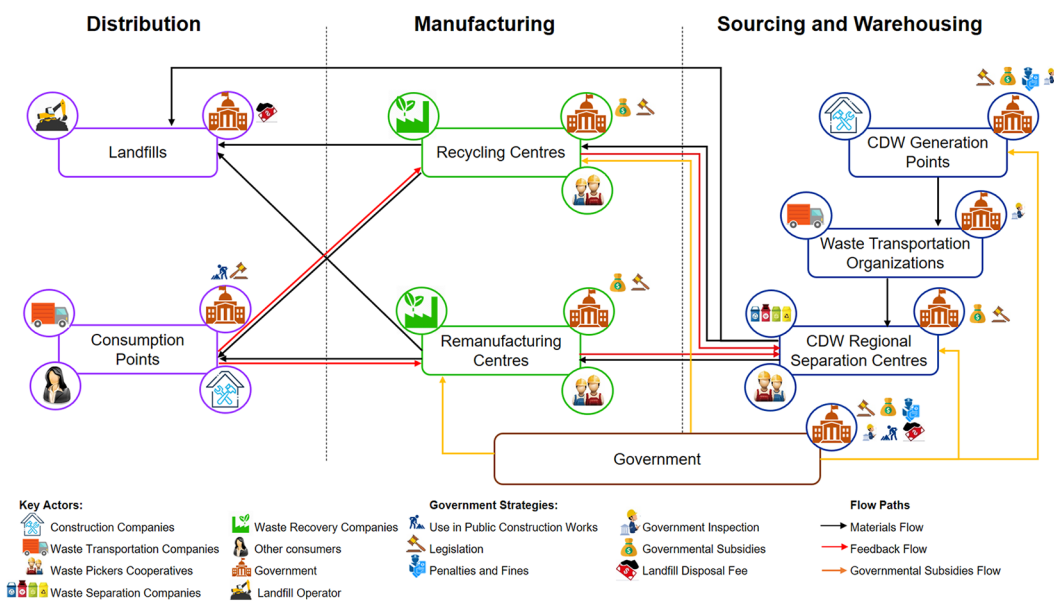 Distribution
Manufacturing
Sourcing and Warehousing
Landfills
Recycling Centres
CDW Generation
Points
Waste Transportation
Organizations
Consumption
Points
Remanufacturing
Centres
CDW Regional
Separation Centres
Government
Key Actors:
Construction Companies
Waste Transportation Companies
Waste Pickers Cooperatives
Waste Separation Companies
Waste Recovery Companies
Other consumers
Government
Landfill Operator
Government Strategies:
Use in Public Construction Works
Legislation
Penalties and Fines
Government Inspection
Governmental Subsidies
Landfill Disposal Fee
Flow Paths
Materials Flow
Feedback Flow
Governmental Subsidies Flow